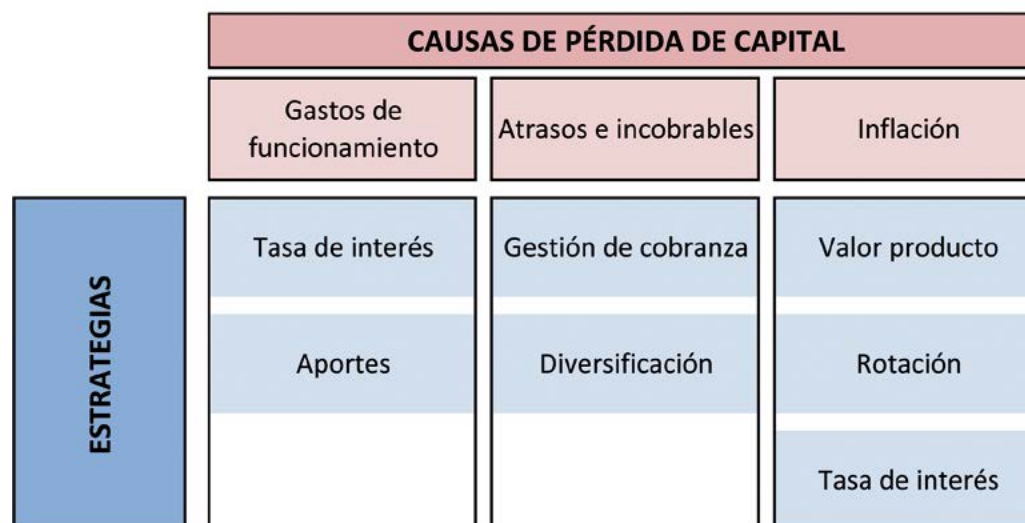 CAUSAS DE PÉRDIDA DE CAPITAL
Gastos de
funcionamiento
Atrasos e incobrables
Inflación
ESTRATEGIAS
Tasa de interés
Gestión de cobranza
Valor producto
Aportes
Diversificación
Rotación
Tasa de interés